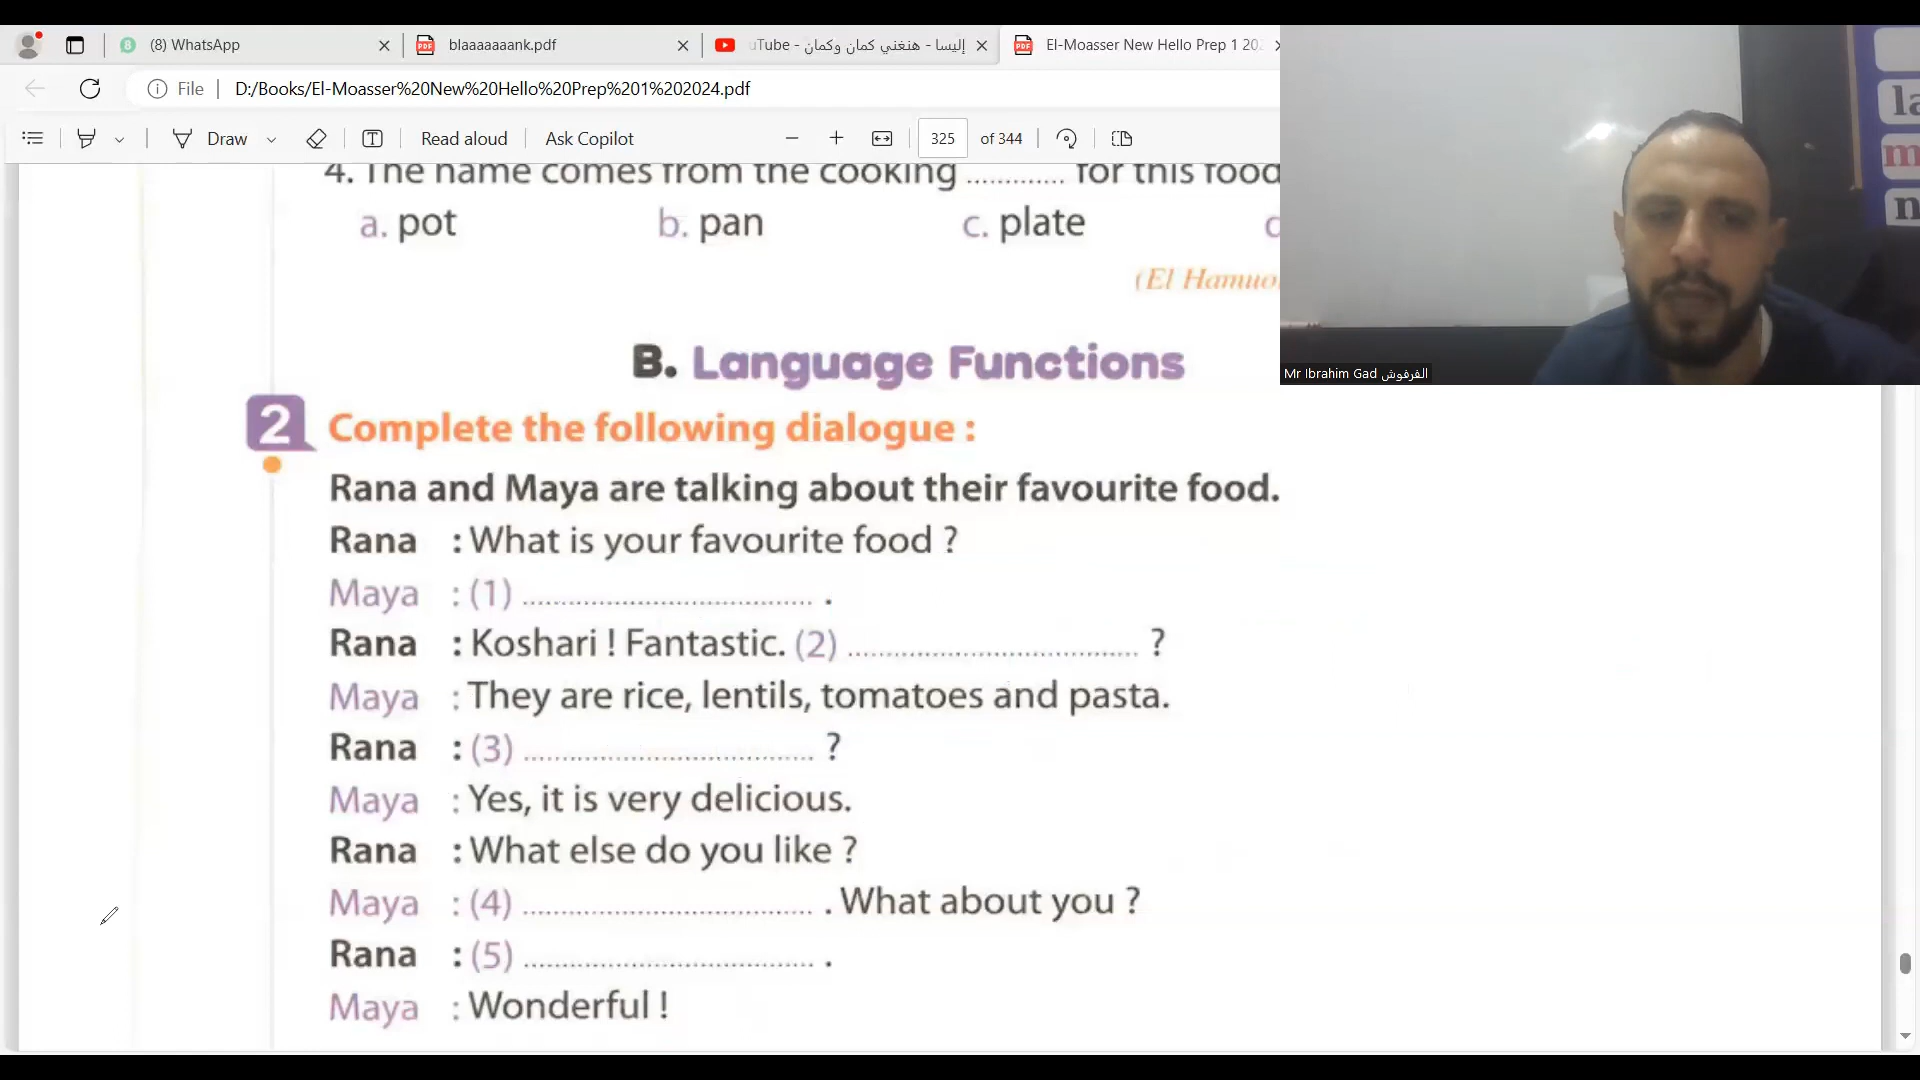 (8) WhatsApp
blaaaaaaank.pdf
uTube - إليسا - هنغني كمان وكمان
El-Moasser New Hello Prep 1 202
File
D:/Books/El-Moasser%20New%20Hello%20Prep%201%202024.pdf
Draw
Read aloud
Ask Copilot
325 of 344
4. The name comes from the cooking ............. for this food
a. pot b. pan c. plate
(El Hamuo
B. Language Functions
2 Complete the following dialogue :
Rana and Maya are talking about their favourite food.
Rana : What is your favourite food ?
Maya : (1) ...................................... .
Rana : Koshari ! Fantastic. (2) ...................................... ?
Maya : They are rice, lentils, tomatoes and pasta.
Rana : (3) ...................................... ?
Maya : Yes, it is very delicious.
Rana : What else do you like ?
Maya : (4) ...................................... . What about you ?
Rana : (5) ...................................... .
Maya : Wonderful !
la
m
n
Mr Ibrahim Gad الفرفوش